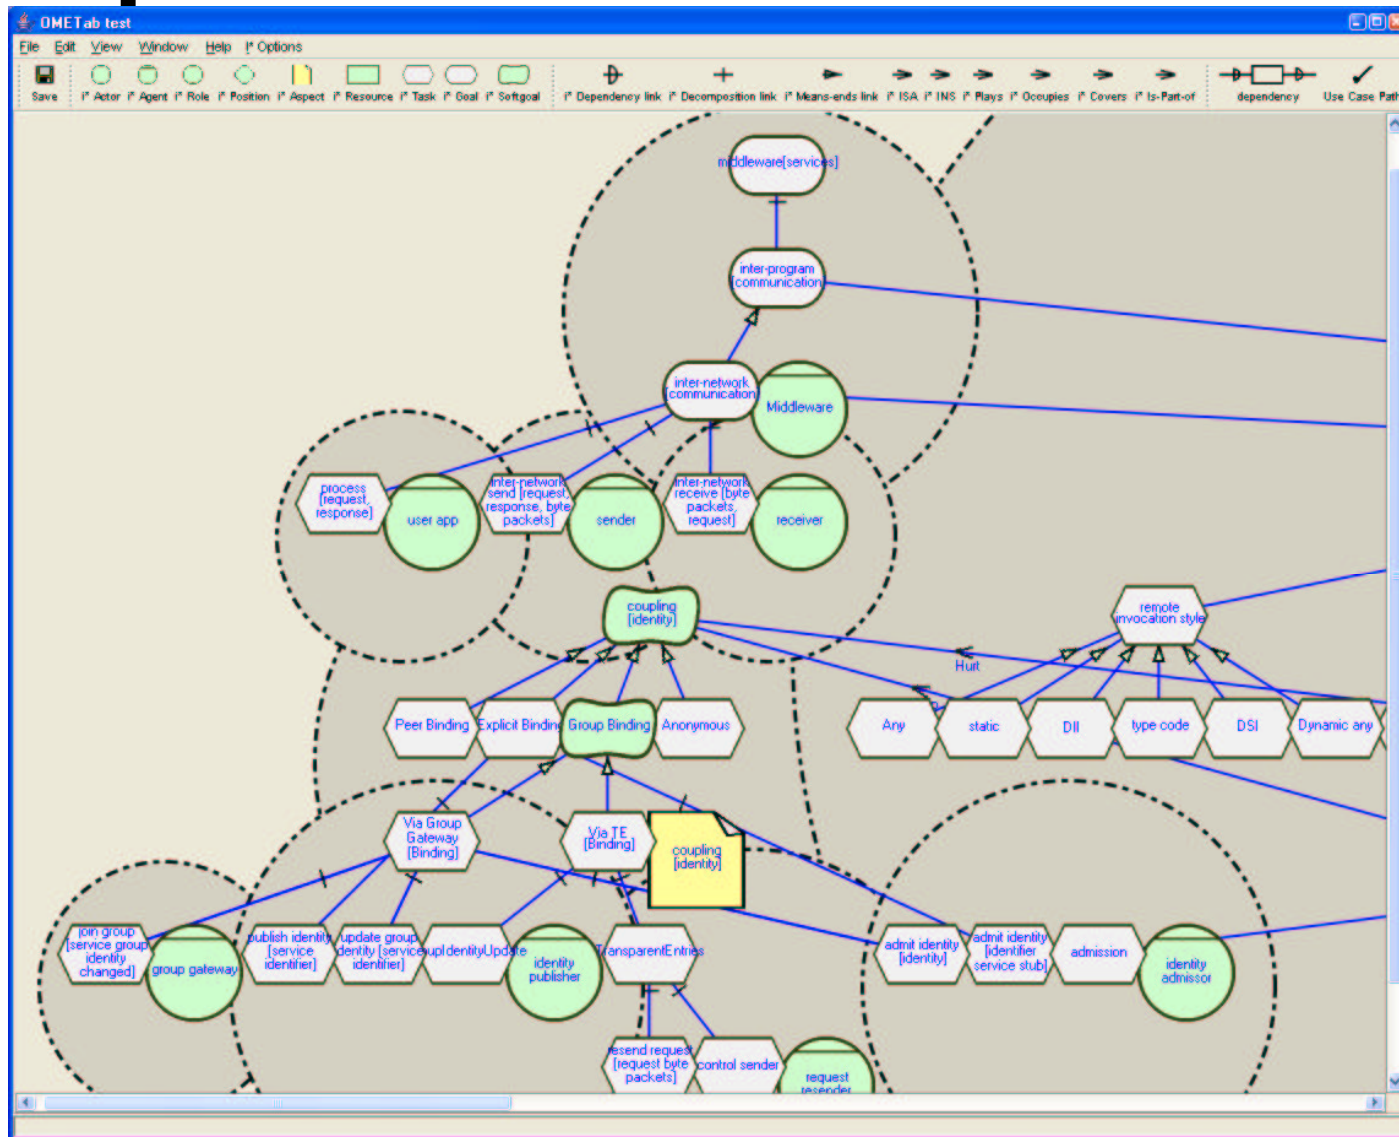 OMETab test
File Edit View Window Help I* Options
Save i* Actor i* Agent i* Role i* Position i* Aspect i* Resource i* Task i* Goal i* Softgoal i* Dependency link i* Decomposition link i* Means-ends link i* ISA i* INS i* Plays i* Occupies i* Covers i* Is-Part-of dependency Use Case Path
middleware[services]
inter-program
[communication]
inter-network
[communication]
Middleware
process
[request,
response]
user app
inter-network
send [request,
response, byte
packets]
sender
inter-network
receive [byte
packets,
request]
receiver
coupling
[identity]
remote
invocation style
Hurt
Peer Binding
Explicit Binding
Group Binding
Anonymous
Any
static
DII
type code
DSI
Dynamic any
Via Group
Gateway
[Binding]
Via TE
[Binding]
coupling
[identity]
join group
[service group
identity
changed]
group gateway
publish identity
[service
identifier]
update group
identity [service
identifier]
upIdentityUpdate
identity
publisher
TransparentEntries
admit identity
[identity]
admit identity
[identifier
service stub]
admission
identity
admissor
resend request
[request byte
packets]
control sender
request
resender